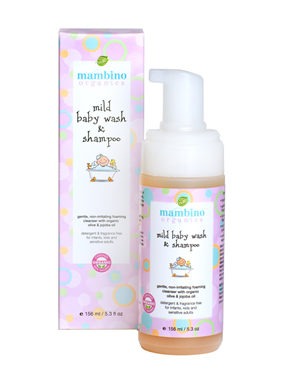 mambino
organics
mild
baby wash
&
shampoo
gentle, non-irritating foaming
cleanser with organic
olive & jojoba oil
detergent & fragrance free
for infants, kids and
sensitive adults
e 156 ml / 5.3 fl oz
mambino
organics
mild baby wash
& shampoo
gentle, non-irritating foaming
cleanser with organic
olive & jojoba oil
detergent & fragrance free
for infants, kids and
sensitive adults
e 156 ml / 5.3 oz